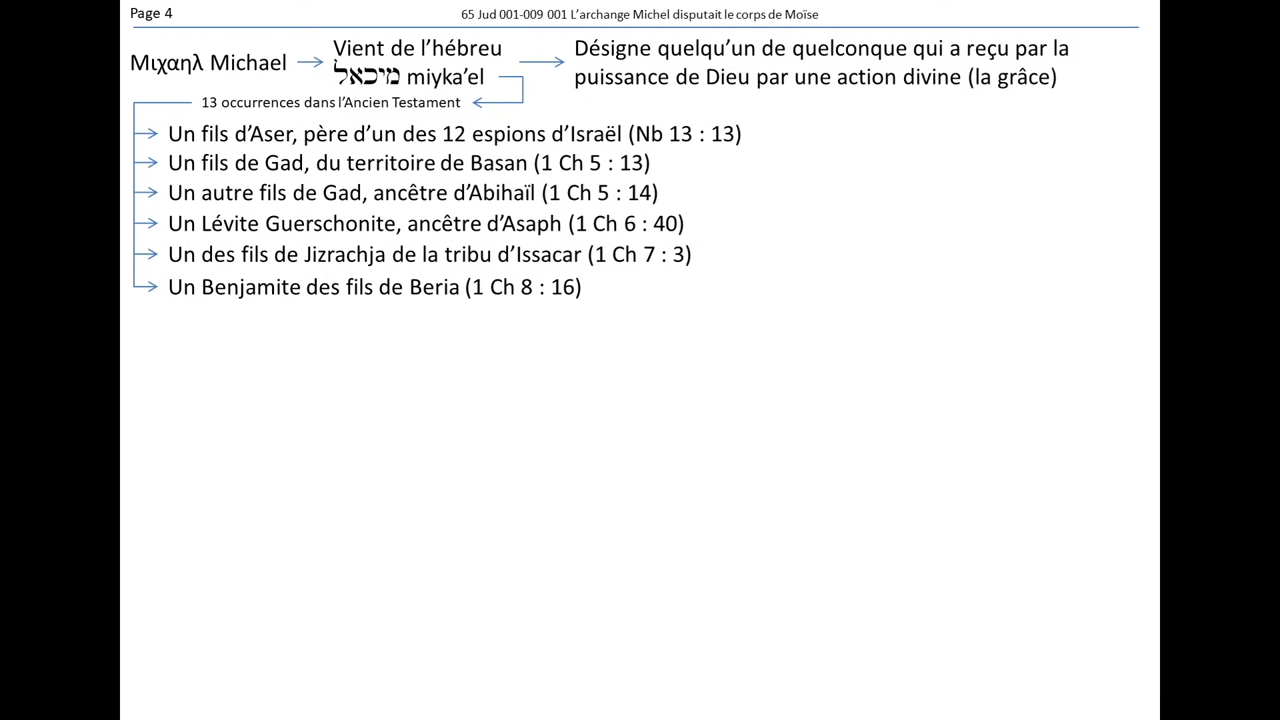 Page 4
65 Jud 001-009 001 L’archange Michel disputait le corps de Moïse
Μιχαηλ Michael
Vient de l’hébreu
מיכאל miyka’el
Désigne quelqu’un de quelconque qui a reçu par la
puissance de Dieu par une action divine (la grâce)
13 occurrences dans l’Ancien Testament
Un fils d’Aser, père d’un des 12 espions d’Israël (Nb 13 : 13)
Un fils de Gad, du territoire de Basan (1 Ch 5 : 13)
Un autre fils de Gad, ancêtre d’Abihaïl (1 Ch 5 : 14)
Un Lévite Guerschonite, ancêtre d’Asaph (1 Ch 6 : 40)
Un des fils de Jizrachja de la tribu d’Issacar (1 Ch 7 : 3)
Un Benjamite des fils de Beria (1 Ch 8 : 16)